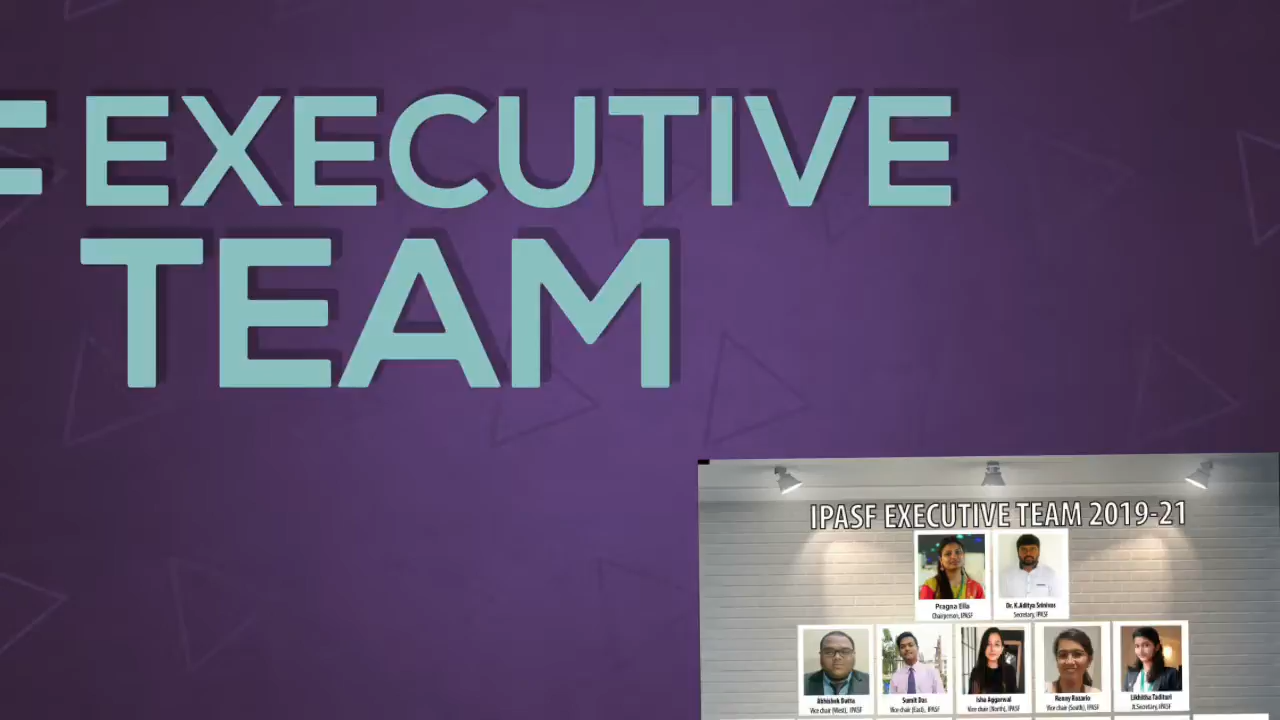 EXECUTIVE
TEAM
IPASF EXECUTIVE TEAM 2019-21
Pragna Ella
Chairperson, IPASF
Dr. K.Aditya Srinivas
Secretary, IPASF
Abhishek Dutta
Vice chair (West), IPASF
Sumit Das
Vice chair (East), IPASF
Isha Aggarwal
Vice chair (North), IPASF
Renny Rozario
Vice chair (South), IPASF
Likhitha Tadituri
Jt.Secretary, IPASF